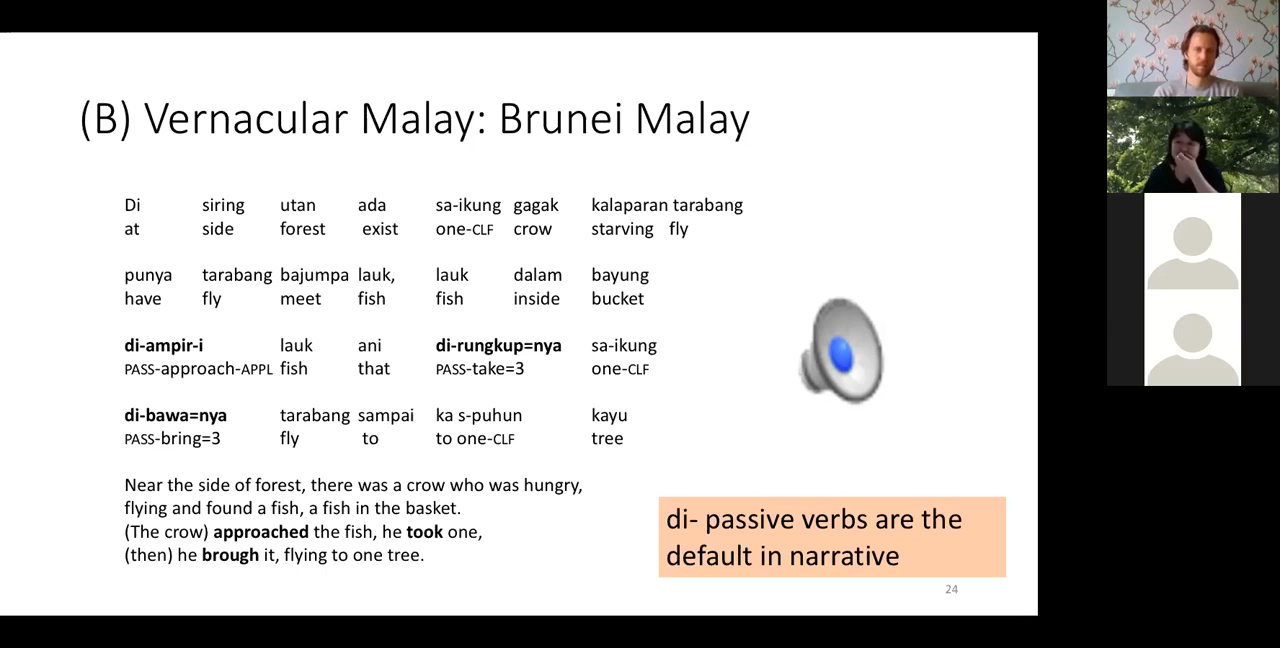 (B) Vernacular Malay: Brunei Malay
Di siring utan ada sa-ikung gagak kalaparan tarabang
at side forest exist one-CLF crow starving fly
punya tarabang bajumpa lauk, lauk dalam bayung
have fly meet fish fish inside bucket
di-ampir-i lauk ani di-rungkup=nya sa-ikung
PASS-approach-APPL fish that PASS-take=3 one-CLF
di-bawa=nya tarabang sampai ka s-puhun kayu
PASS-bring=3 fly to to one-CLF tree
Near the side of forest, there was a crow who was hungry,
flying and found a fish, a fish in the basket.
(The crow) approached the fish, he took one,
(then) he brough it, flying to one tree.
di- passive verbs are the
default in narrative
24